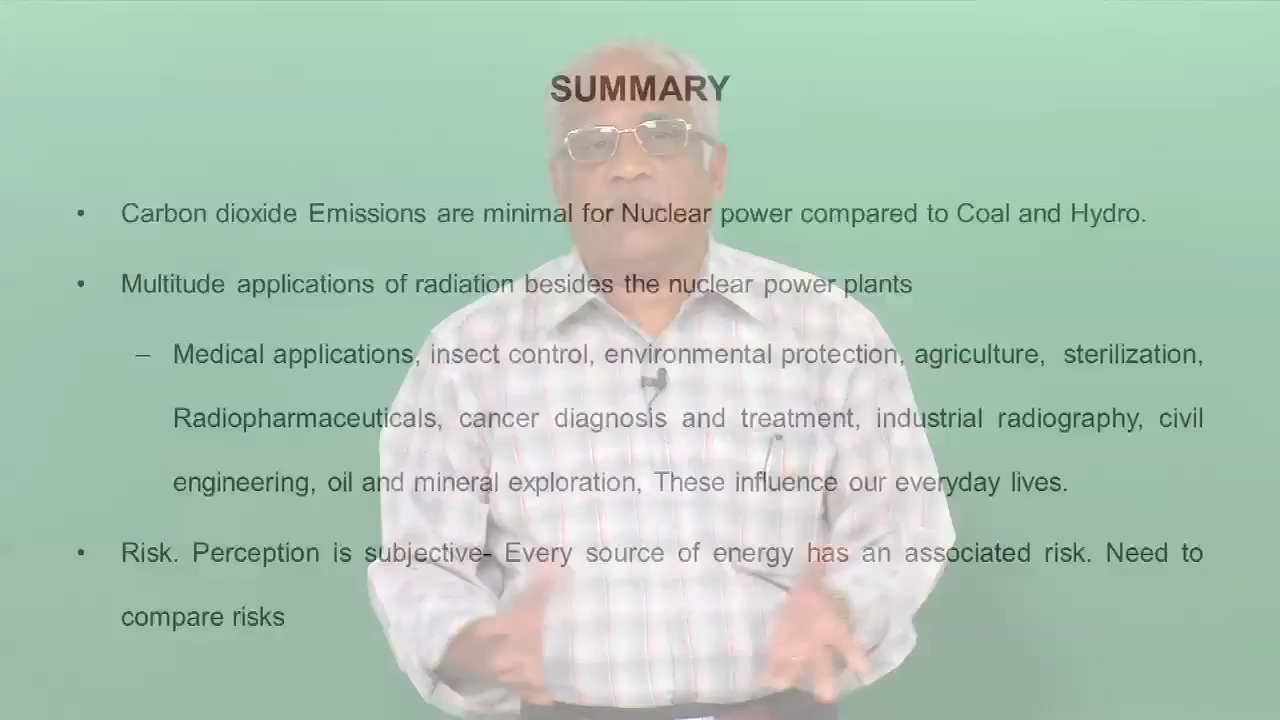 SUMMARY
• Carbon dioxide Emissions are minimal for Nuclear power compared to Coal and Hydro.
• Multitude applications of radiation besides the nuclear power plants
– Medical applications, insect control, environmental protection, agriculture, sterilization,
Radiopharmaceuticals, cancer diagnosis and treatment, industrial radiography, civil
engineering, oil and mineral exploration, These influence our everyday lives.
• Risk. Perception is subjective- Every source of energy has an associated risk. Need to
compare risks